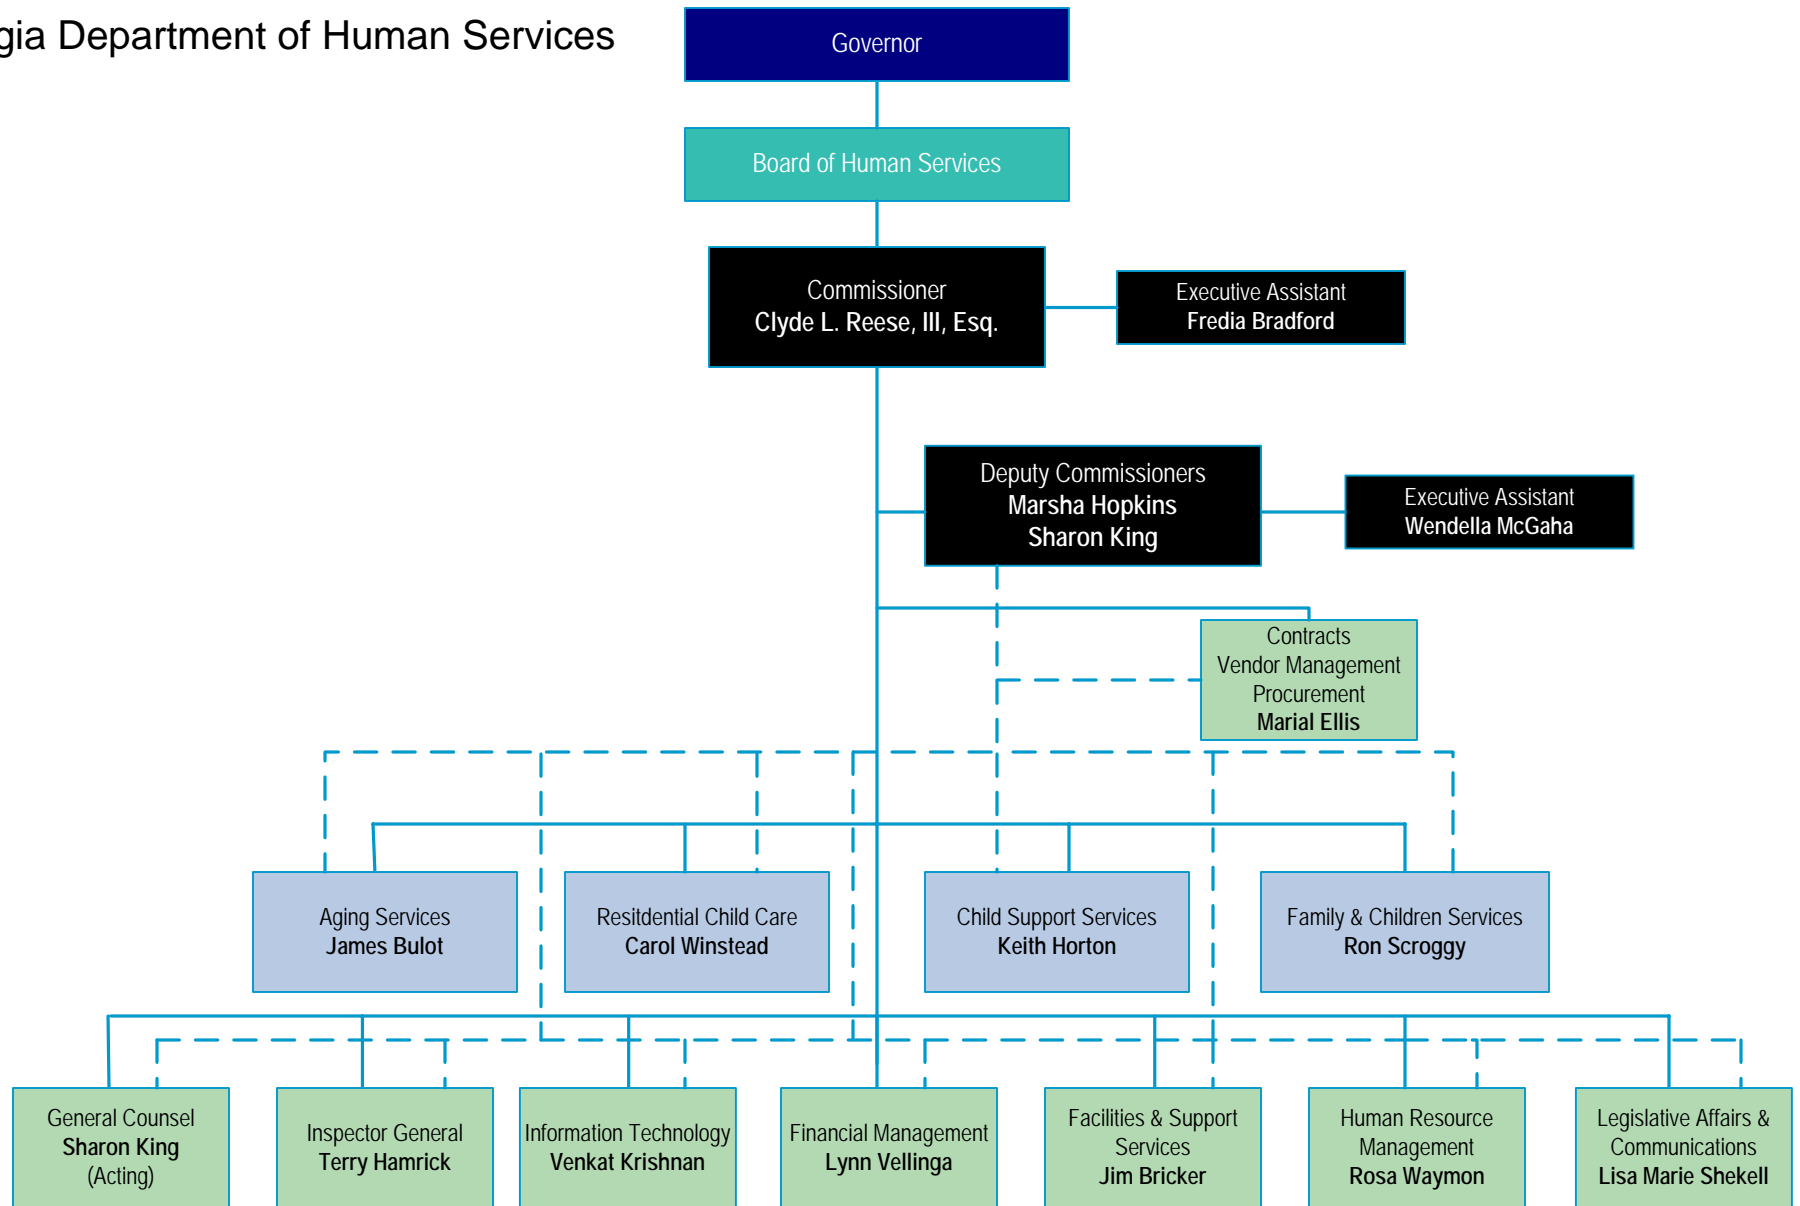 gia Department of Human Services
Governor
Board of Human Services
Commissioner
Clyde L. Reese, III, Esq.
Executive Assistant
Fredia Bradford
Deputy Commissioners
Marsha Hopkins
Sharon King
Executive Assistant
Wendella McGaha
Contracts
Vendor Management
Procurement
Marial Ellis
Aging Services
James Bulot
Resitdential Child Care
Carol Winstead
Child Support Services
Keith Horton
Family & Children Services
Ron Scroggy
General Counsel
Sharon King
(Acting)
Inspector General
Terry Hamrick
Information Technology
Venkat Krishnan
Financial Management
Lynn Vellinga
Facilities & Support
Services
Jim Bricker
Human Resource
Management
Rosa Waymon
Legislative Affairs &
Communications
Lisa Marie Shekell